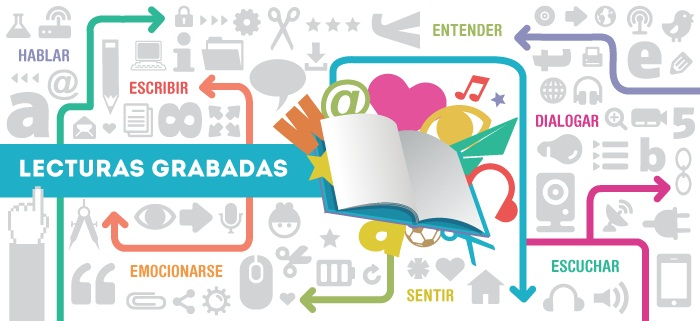 ENTENDER
HABLAR
ESCRIBIR
DIALOGAR
LECTURAS GRABADAS
EMOCIONARSE
ESCUCHAR
SENTIR